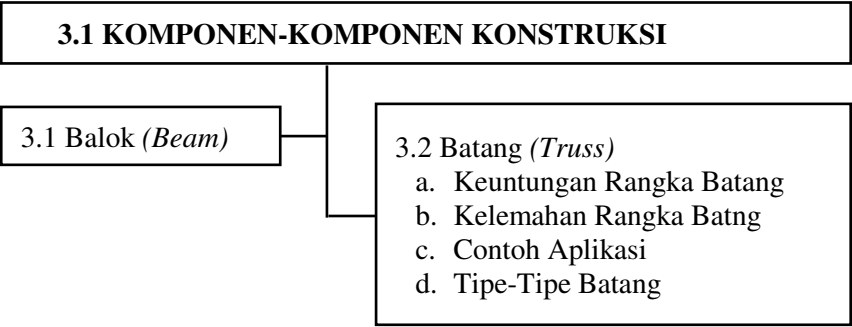 3.1 KOMPONEN-KOMPONEN KONSTRUKSI
3.1 Balok (Beam)
3.2 Batang (Truss)
a. Keuntungan Rangka Batang
b. Kelemahan Rangka Batng
c. Contoh Aplikasi
d. Tipe-Tipe Batang